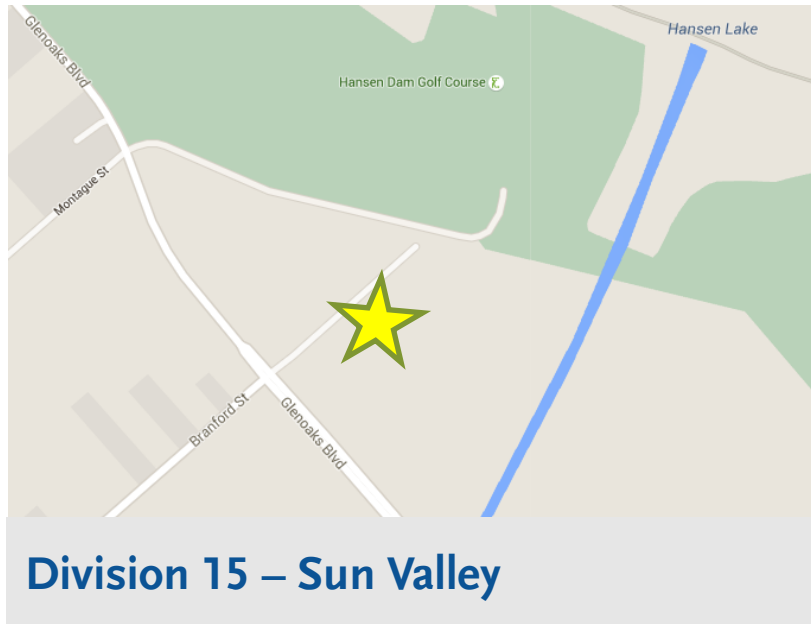 Glenoaks Blvd
Hansen Lake
Hansen Dam Golf Course
Montague St
Branford St
Glenoaks Blvd
Division 15 – Sun Valley